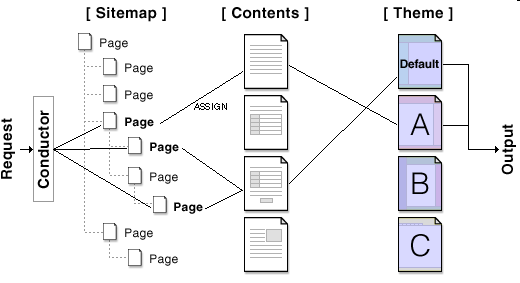 [ Sitemap ]
[ Contents ]
[ Theme ]
Page
Page
Page
Page
Page
Page
Page
Page
Page
ASSIGN
Request
Conductor
Default
A
B
C
Output